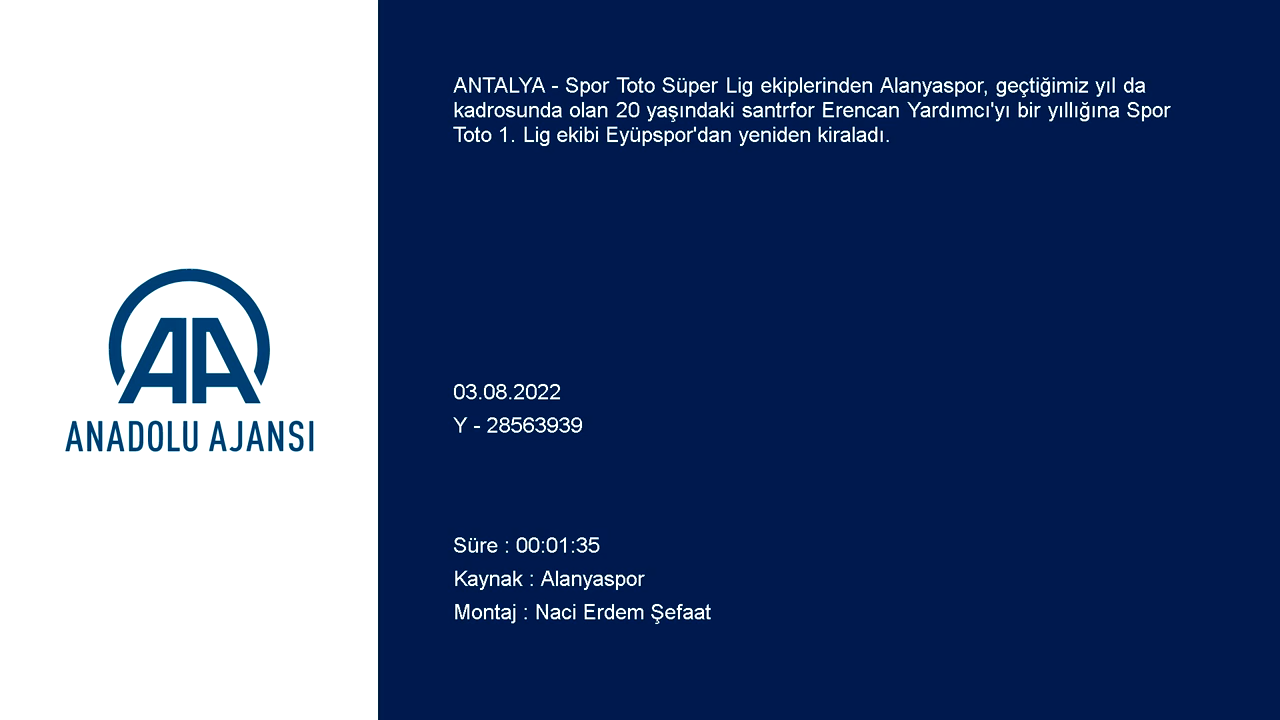 ANTALYA - Spor Toto Süper Lig ekiplerinden Alanyaspor, geçtiğimiz yıl da
kadrosunda olan 20 yaşındaki santrfor Erencan Yardımcı'yı bir yıllığına Spor
Toto 1. Lig ekibi Eyüpspor'dan yeniden kiraladı.
AA
ANADOLU AJANSI
03.08.2022
Y - 28563939
Süre : 00:01:35
Kaynak : Alanyaspor
Montaj : Naci Erdem Şefaat